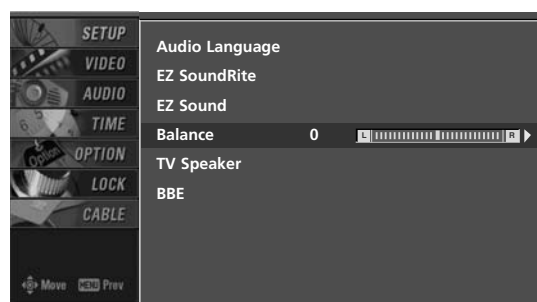 SETUP
VIDEO
AUDIO
TIME
OPTION
LOCK
CABLE
Move MENU Prev
Audio Language
EZ SoundRite
EZ Sound
Balance 0 L R
TV Speaker
BBE